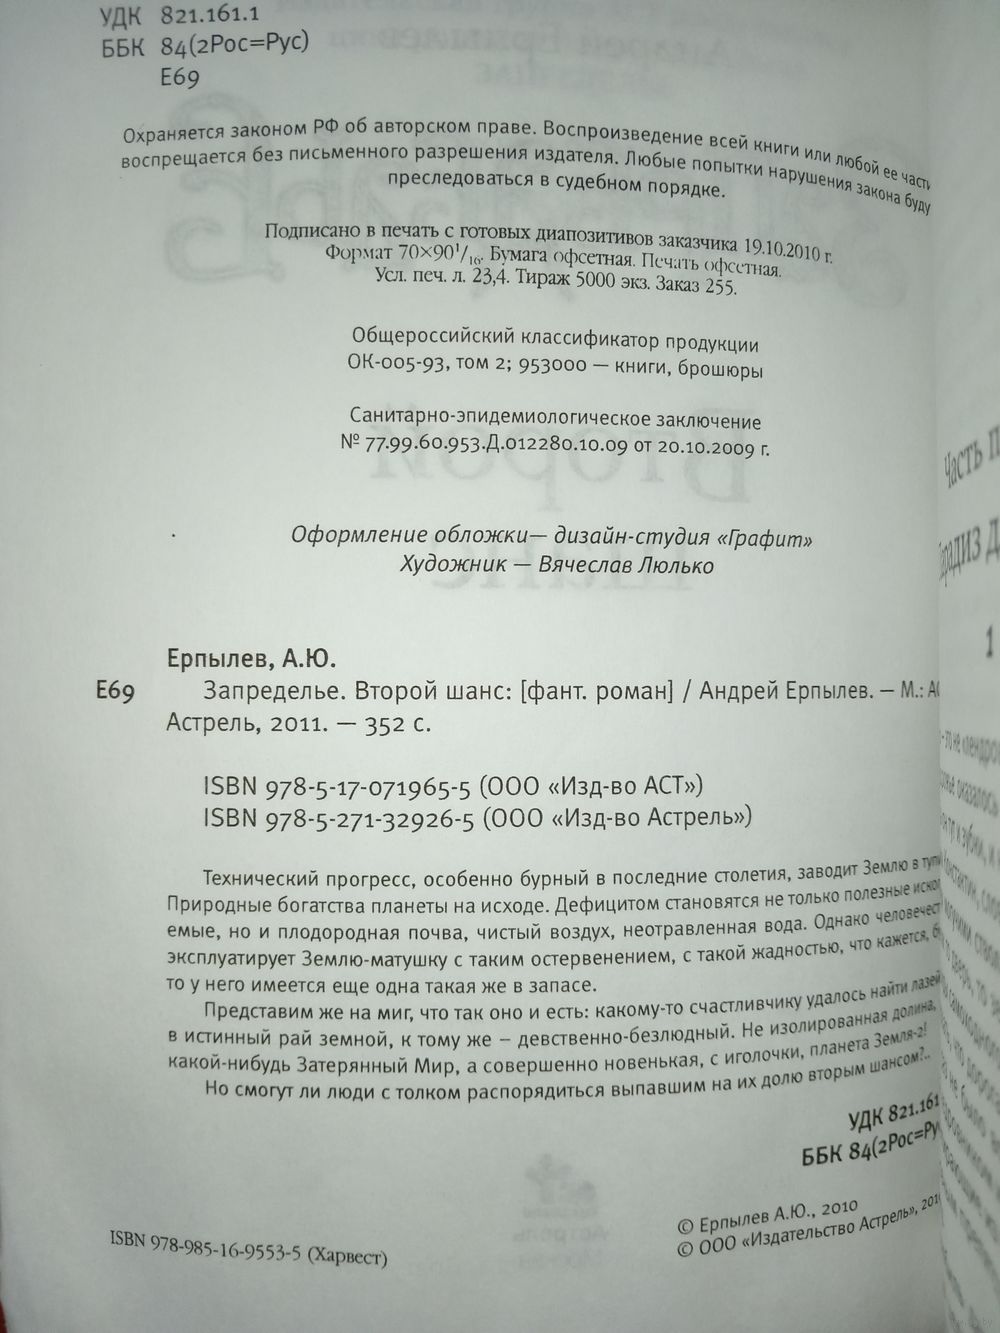 УДК 821.161.1
ББК 84(2Рос=Рус)
Е69
Охраняется законом РФ об авторском праве. Воспроизведение всей книги или любой ее част
воспрещается без письменного разрешения издателя. Любые попытки нарушения закона буду
преследоваться в судебном порядке.
Подписано в печать с готовых диапозитивов заказчика 19.10.2010 г.
Формат 70×90 1/16. Бумага офсетная. Печать офсетная.
Усл. печ. л. 23,4. Тираж 5000 экз. Заказ 255.
Общероссийский классификатор продукции
ОК-005-93, том 2; 953000 — книги, брошюры
Санитарно-эпидемиологическое заключение
№ 77.99.60.953.Д.012280.10.09 от 20.10.2009 г.
Оформление обложки— дизайн-студия «Графит»
Художник — Вячеслав Люлько
Ерпылев, А.Ю.
Е69 Запределье. Второй шанс: [фант. роман] / Андрей Ерпылев. – М.:
Астрель, 2011. — 352 с.
ISBN 978-5-17-071965-5 (ООО «Изд-во АСТ»)
ISBN 978-5-271-32926-5 (ООО «Изд-во Астрель»)
Технический прогресс, особенно бурный в последние столетия, заводит Землю в тупи
Природные богатства планеты на исходе. Дефицитом становятся не только полезные ископ
емые, но и плодородная почва, чистый воздух, неотравленная вода. Однако человечест
эксплуатирует Землю-матушку с таким остервенением, с такой жадностью, что кажется, б
то у него имеется еще одна такая же в запасе.
Представим же на миг, что так оно и есть: какому-то счастливчику удалось найти лазей
в истинный рай земной, к тому же – девственно-безлюдный. Не изолированная долина,
какой-нибудь Затерянный Мир, а совершенно новенькая, с иголочки, планета Земля-2!
Но смогут ли люди с толком распорядиться выпавшим на их долю вторым шансом?..
УДК 821.161
ББК 84(2Рос=Ру
© Ерпылев А.Ю., 2010
© ООО «Издательство Астрель», 201
ISBN 978-985-16-9553-5 (Харвест)
Часть П
1